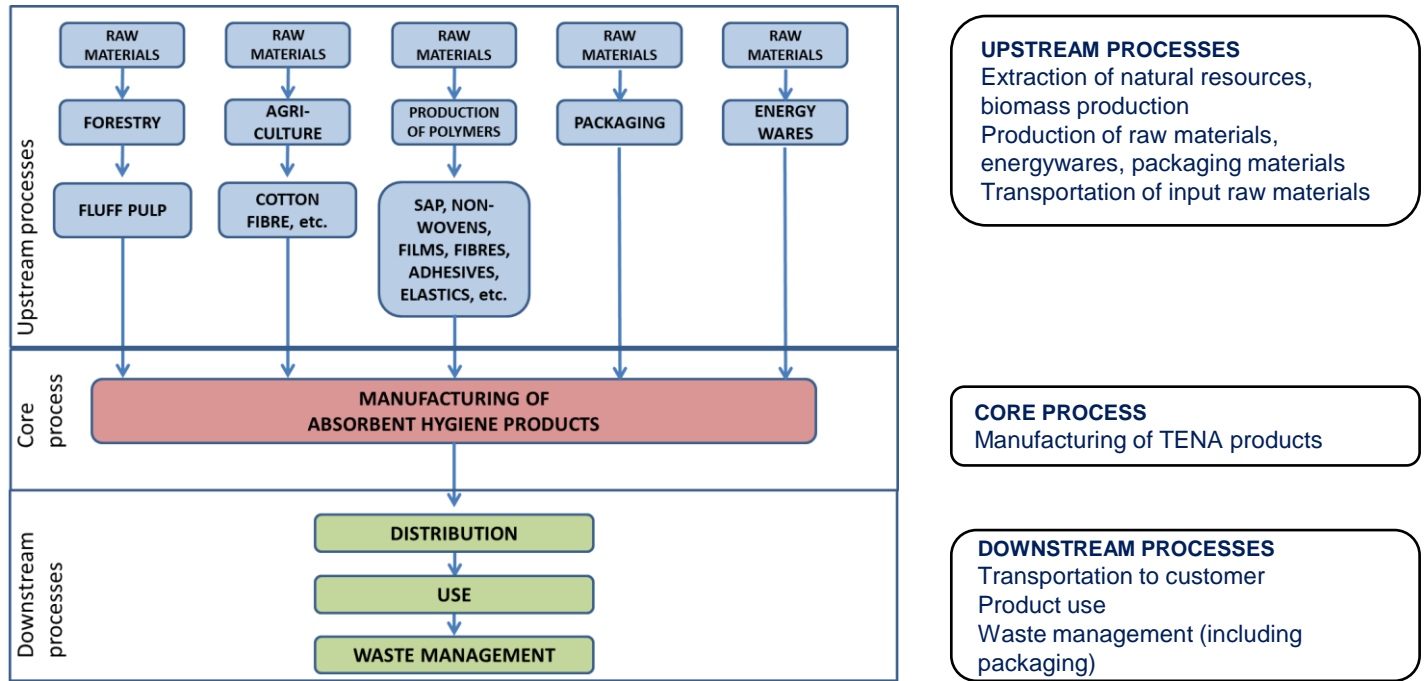 Upstream processes
RAW
MATERIALS
RAW
MATERIALS
RAW
MATERIALS
RAW
MATERIALS
RAW
MATERIALS
FORESTRY
AGRI-
CULTURE
PRODUCTION
OF POLYMERS
PACKAGING
ENERGY
WARES
FLUFF PULP
COTTON
FIBRE, etc.
SAP, NON-
WOVENS,
FILMS, FIBRES,
ADHESIVES,
ELASTICS, etc.
UPSTREAM PROCESSES
Extraction of natural resources,
biomass production
Production of raw materials,
energywares, packaging materials
Transportation of input raw materials
Core
process
MANUFACTURING OF
ABSORBENT HYGIENE PRODUCTS
CORE PROCESS
Manufacturing of TENA products
Downstream
processes
DISTRIBUTION
USE
WASTE MANAGEMENT
DOWNSTREAM PROCESSES
Transportation to customer
Product use
Waste management (including
packaging)